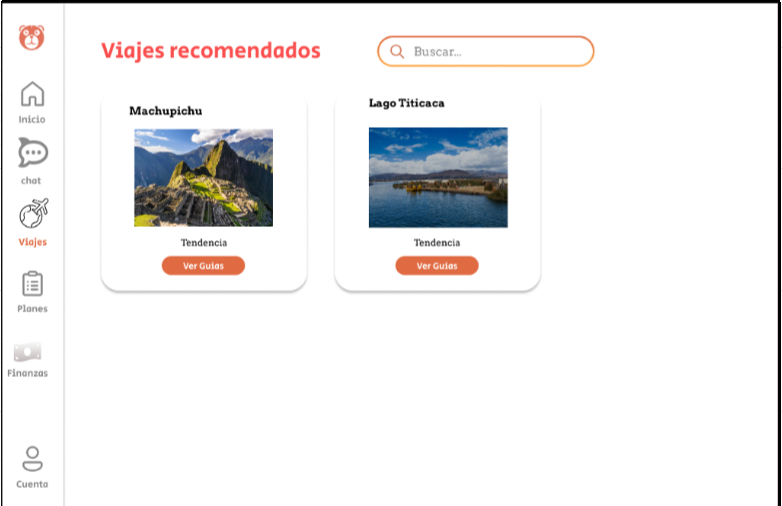 Viajes recomendados
Buscar...
Inicio
chat
Viajes
Planes
Finanzas
Cuenta
Machupichu
Tendencia
Ver Guias
Lago Titicaca
Tendencia
Ver Guias